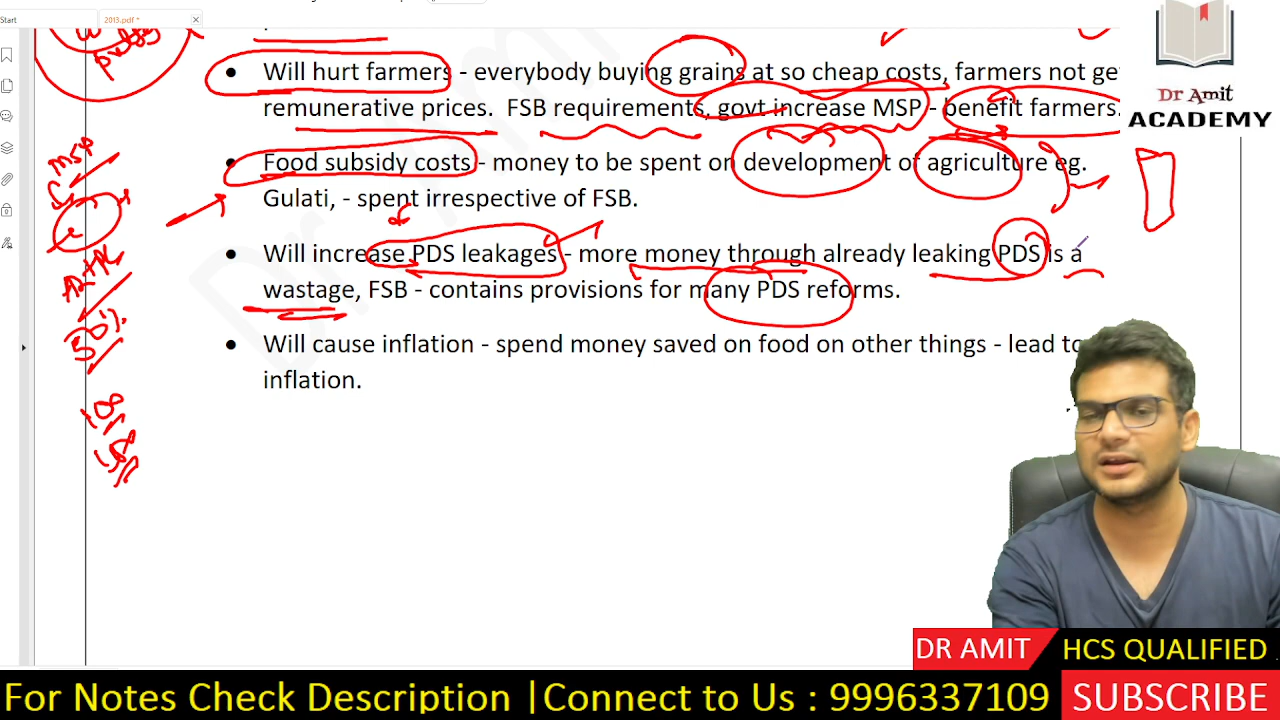 Start
2013.pdf *
Dr Amit
ACADEMY
• Will hurt farmers - everybody buying grains at so cheap costs, farmers not ge
remunerative prices. FSB requirements, govt increase MSP - benefit farmers.
• Food subsidy costs - money to be spent on development of agriculture eg.
Gulati, - spent irrespective of FSB.
• Will increase PDS leakages - more money through already leaking PDS is a
wastage, FSB - contains provisions for many PDS reforms.
• Will cause inflation - spend money saved on food on other things - lead to
inflation.
MSP
50%
DR AMIT HCS QUALIFIED
For Notes Check Description |Connect to Us : 9996337109 SUBSCRIBE